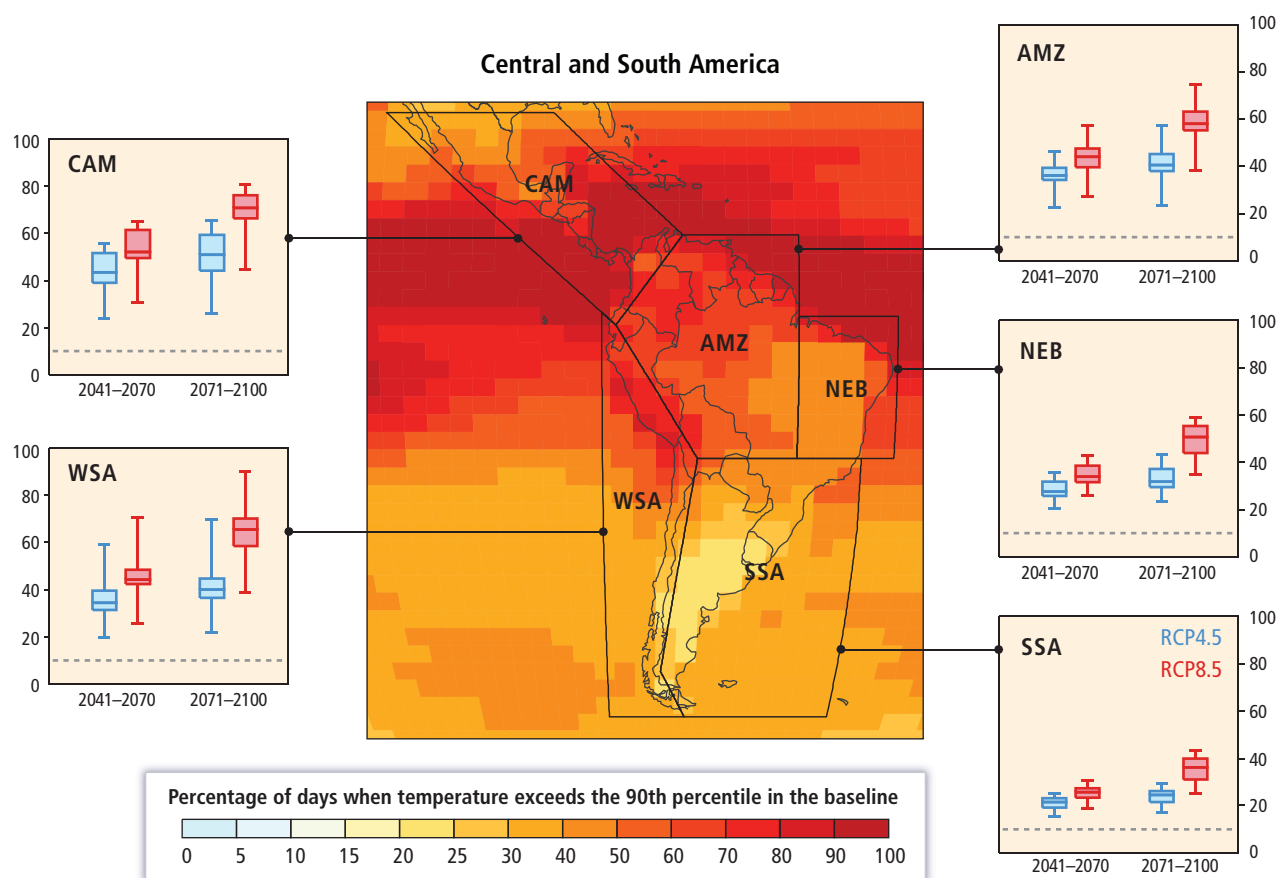 Central and South America
CAM
100
80
60
40
20
0
2041–2070
2071–2100
WSA
100
80
60
40
20
0
2041–2070
2071–2100
CAM
AMZ
NEB
WSA
SSA
AMZ
100
80
60
40
20
0
2041–2070
2071–2100
NEB
100
80
60
40
20
0
2041–2070
2071–2100
SSA
RCP4.5
RCP8.5
100
80
60
40
20
0
2041–2070
2071–2100
Percentage of days when temperature exceeds the 90th percentile in the baseline
0 5 10 15 20 25 30 40 50 60 70 80 90 100